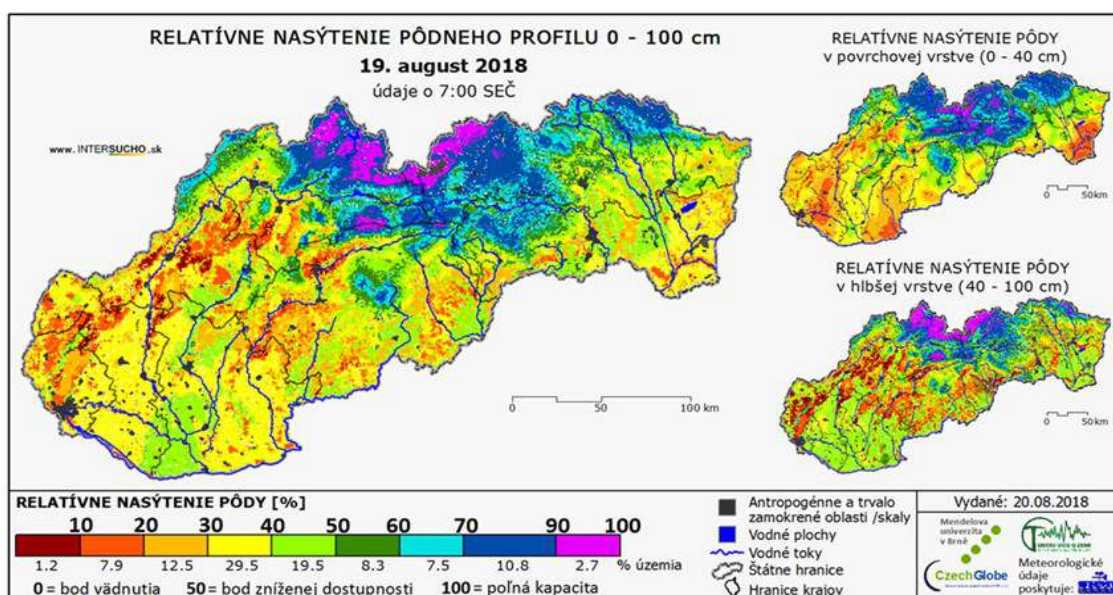 RELATÍVNE NASÝTENIE PÔDNEHO PROFILU 0 - 100 cm
19. august 2018
údaje o 7:00 SEČ
www. INTERSUCHO.sk
0 50 100 km
RELATÍVNE NASÝTENIE PÔDY
v povrchovej vrstve (0 - 40 cm)
0 50km
RELATÍVNE NASÝTENIE PÔDY
v hlbšej vrstve (40 - 100 cm)
0 50km
RELATÍVNE NASÝTENIE PÔDY [%]
10 20 30 40 50 60 70 90 100
1.2 7.9 12.5 29.5 19.5 8.3 7.5 10.8 2.7 % územia
0 = bod vädnutia 50 = bod zníženej dostupnosti 100 = poľná kapacita
Antropogénne a trvalo
zamokrené oblasti /skaly
Vodné plochy
Vodné toky
Štátne hranice
Hranice krajov
Vydané: 20.08.2018
Mendelova
univerzita
v Brně
CzechGlobe
Meteorologické
údaje
poskytuje: